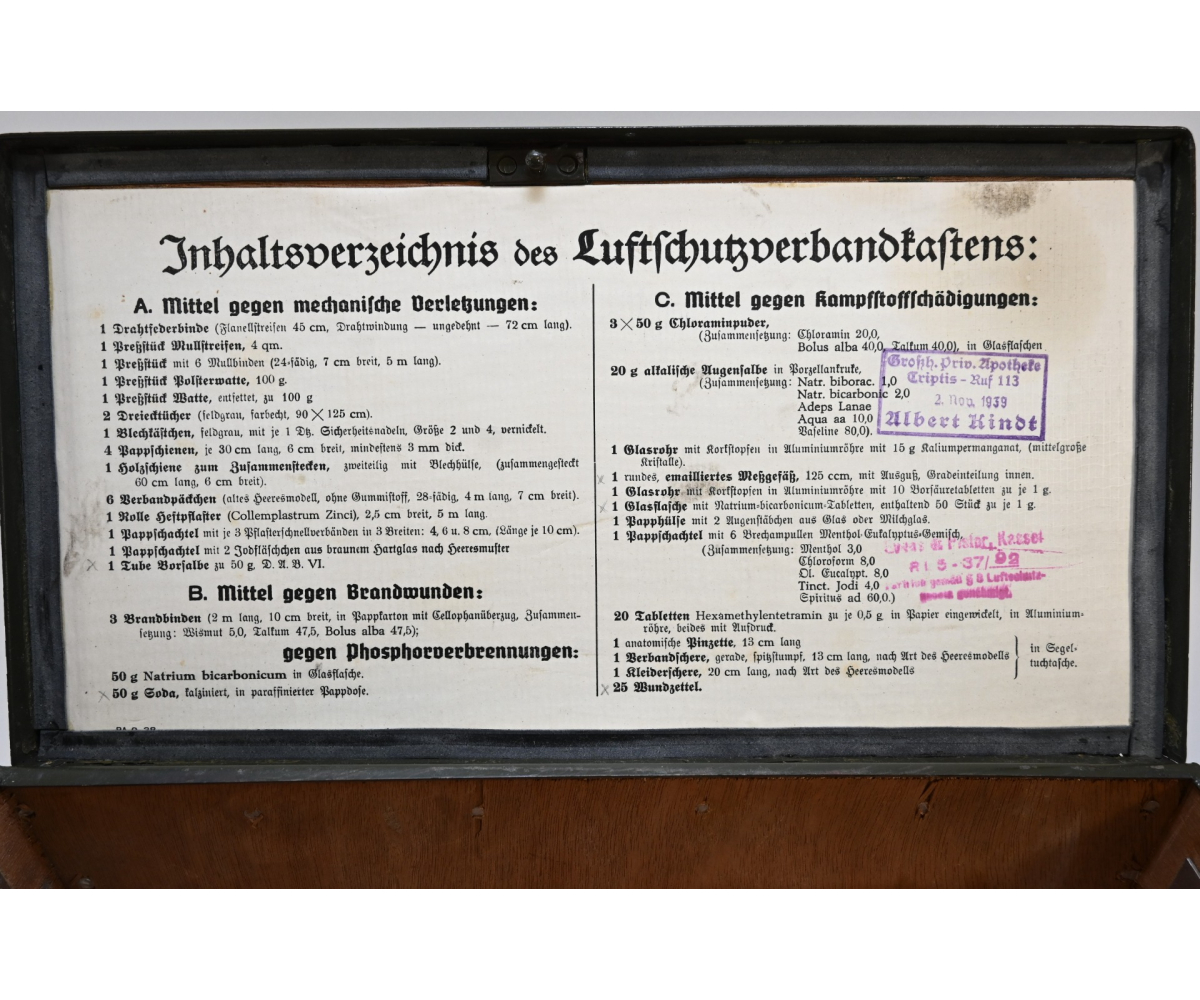 Inhaltsverzeichnis des Luftschutzverbandkastens:
A. Mittel gegen mechanische Verletzungen:
1 Drahtfederbinde (Flanellstreifen 45 cm, Drahtwindung — ungedehnt — 72 cm lang).
1 Preßstück Mullstreifen, 4 qm.
1 Preßstück mit 6 Mullbinden (24-fädig, 7 cm breit, 5 m lang).
1 Preßstück Polsterwatte, 100 g.
1 Preßstück Watte, entfettet, zu 100 g
2 Dreiecktücher (feldgrau, farbecht, 90 × 125 cm).
1 Blechkästchen, feldgrau, mit je 1 Dtz. Sicherheitsnadeln, Größe 2 und 4, vernickelt.
4 Pappschienen, je 30 cm lang, 6 cm breit, mindestens 3 mm dick.
1 Holzschiene zum Zusammenstecken, zweiteilig mit Blechhülse, (zusammengesteckt
60 cm lang, 6 cm breit).
6 Verbandpäckchen (altes Heeresmodell, ohne Gummistoff, 28-fädig, 4 m lang, 7 cm breit).
1 Rolle Heftpflaster (Collemplastrum Zinci), 2,5 cm breit, 5 m lang.
1 Pappschachtel mit je 3 Pflasterschnellverbänden in 3 Breiten: 4, 6 u. 8 cm, (Länge je 10 cm).
1 Pappschachtel mit 2 Jodfläschchen aus braunem Hartglas nach Heeresmuster
× 1 Tube Borsalbe zu 50 g, D. A. B. VI.
B. Mittel gegen Brandwunden:
3 Brandbinden (2 m lang, 10 cm breit, in Pappkarton mit Cellophanüberzug, Zusammen-
setzung: Wismut 5,0, Talkum 47,5, Bolus alba 47,5);
gegen Phosphorverbrennungen:
50 g Natrium bicarbonicum in Glasflasche.
× 50 g Soda, kalziniert, in paraffinierter Pappdose.
C. Mittel gegen Kampfstoffschädigungen:
3 × 50 g Chloraminpuder,
(Zusammensetzung: Chloramin 20,0,
Bolus alba 40,0, Talkum 40,0), in Glasflaschen
20 g alkalische Augensalbe in Porzellankruke,
(Zusammensetzung: Natr. biborac. 1,0
Natr. bicarbonic 2,0
Adeps Lanae
Aqua aa 10,0
Vaseline 80,0).
Großh. Priv. Apotheke
Triptis - Ruf 113
2. Nov. 1939
Albert Kindt
1 Glasrohr mit Korkstopfen in Aluminiumröhre mit 15 g Kaliumpermanganat, (mittelgroße
Kristalle).
× 1 rundes, emailliertes Meßgefäß, 125 ccm, mit Ausguß, Gradeinteilung innen.
1 Glasrohr mit Korkstopfen in Aluminiumröhre mit 10 Borsäuretabletten zu je 1 g.
× 1 Glasflasche mit Natrium-bicarbonicum-Tabletten, enthaltend 50 Stück zu je 1 g.
1 Papphülse mit 2 Augenstäbchen aus Glas oder Milchglas.
1 Pappschachtel mit 6 Brechampullen Menthol-Eukalyptus-Gemisch,
(Zusammensetzung: Menthol 3,0
Chloroform 8,0
Ol. Eucalypt. 8,0
Tinct. Jodi 4,0
Spiritus ad 60,0.)
Kassel
RL 5 - 37/92
gemäß § 8 Luftschutz-
genehmigt.
20 Tabletten Hexamethylentetramin zu je 0,5 g in Papier eingewickelt, in Aluminium-
röhre, beides mit Aufdruck.
1 anatomische Pinzette, 13 cm lang
1 Verbandschere, gerade, spitzstumpf, 13 cm lang, nach Art des Heeresmodells
1 Kleiderschere, 20 cm lang, nach Art des Heeresmodells
in Segel-
tuchtasche.
× 25 Wundzettel.